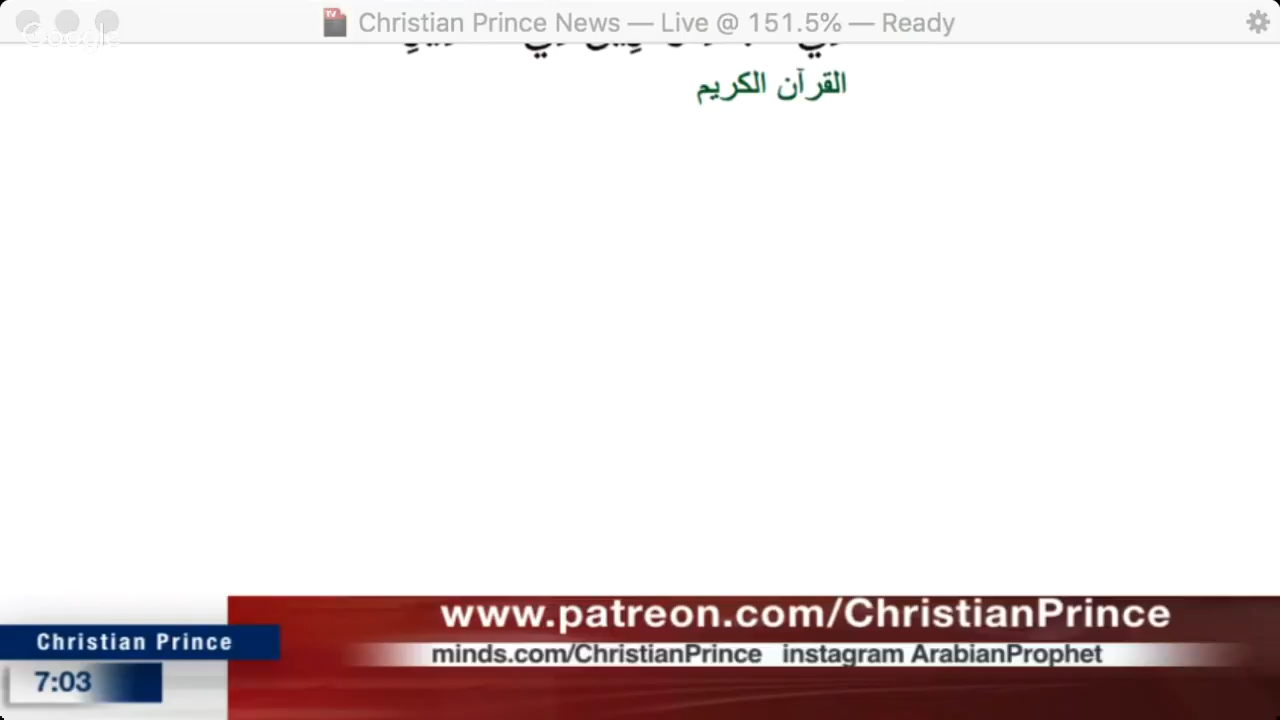 Google
Christian Prince News — Live @ 151.5% — Ready
القرآن الكريم
www.patreon.com/ChristianPrince
Christian Prince
minds.com/ChristianPrince instagram ArabianProphet
7:03